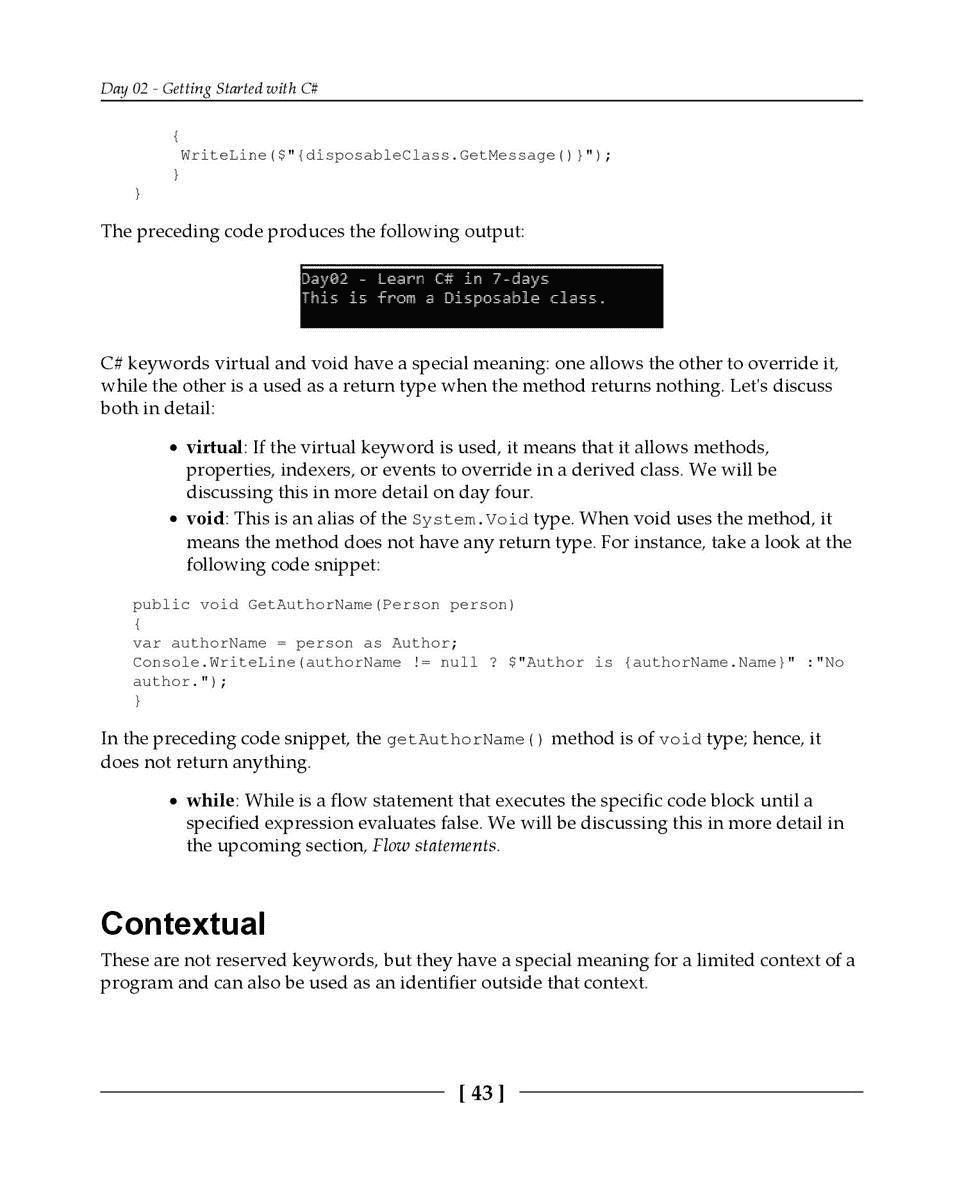 Day 02 - Getting Started with C#
{
WriteLine($"{disposableClass.GetMessage()}");
}
}
The preceding code produces the following output:
Day02 - Learn C# in 7-days
This is from a Disposable class.
C# keywords virtual and void have a special meaning: one allows the other to override it,
while the other is a used as a return type when the method returns nothing. Let's discuss
both in detail:
• virtual: If the virtual keyword is used, it means that it allows methods,
properties, indexers, or events to override in a derived class. We will be
discussing this in more detail on day four.
• void: This is an alias of the System.Void type. When void uses the method, it
means the method does not have any return type. For instance, take a look at the
following code snippet:
public void GetAuthorName(Person person)
{
var authorName = person as Author;
Console.WriteLine(authorName != null ? $"Author is {authorName.Name}" :"No
author.");
}
In the preceding code snippet, the getAuthorName() method is of void type; hence, it
does not return anything.
• while: While is a flow statement that executes the specific code block until a
specified expression evaluates false. We will be discussing this in more detail in
the upcoming section, Flow statements.
Contextual
These are not reserved keywords, but they have a special meaning for a limited context of a
program and can also be used as an identifier outside that context.
[ 43 ]